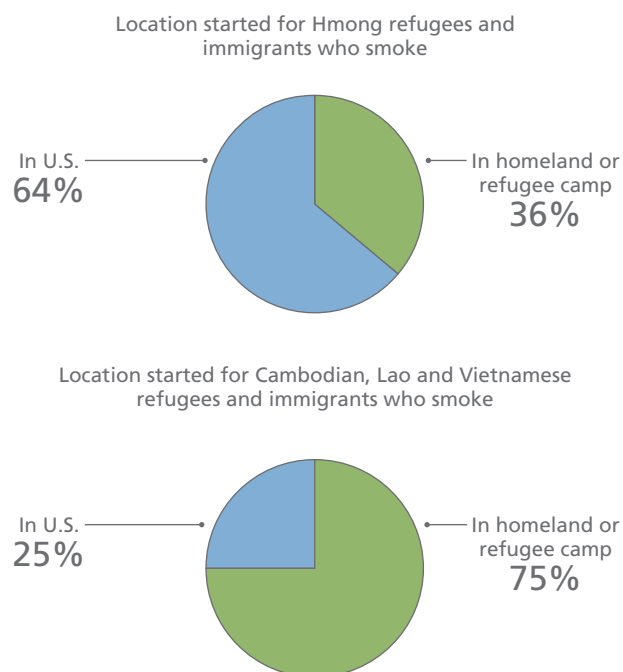 Location started for Hmong refugees and
immigrants who smoke
In U.S.
64%
In homeland or
refugee camp
36%
Location started for Cambodian, Lao and Vietnamese
refugees and immigrants who smoke
In U.S.
25%
In homeland or
refugee camp
75%